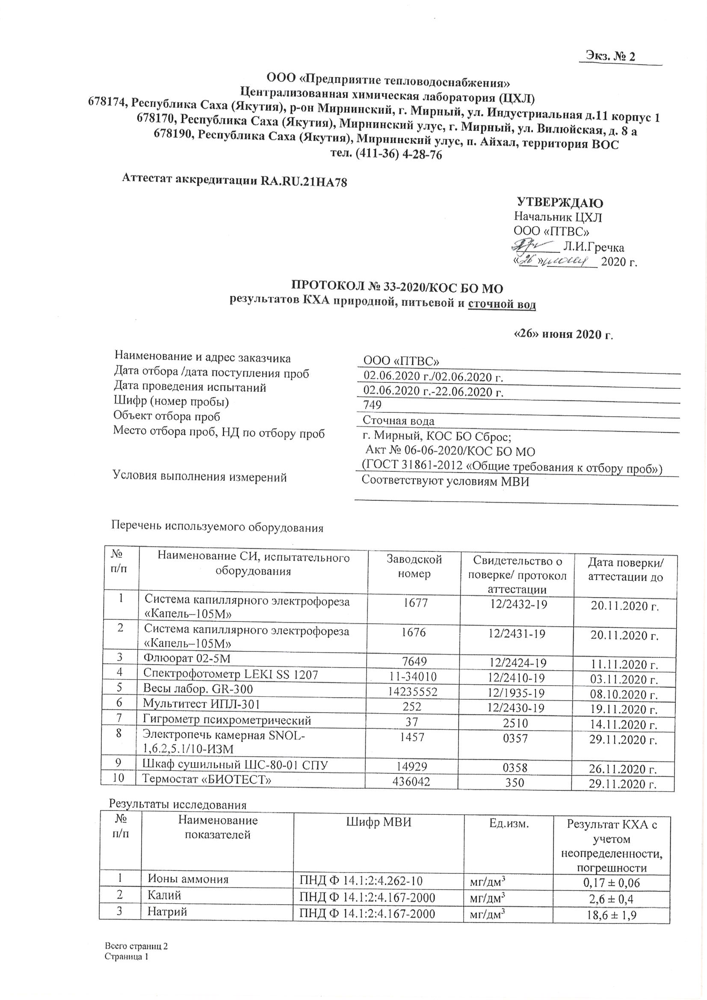 Экз. № 2
ООО «Предприятие тепловодоснабжения»
Централизованная химическая лаборатория (ЦХЛ)
678174, Республика Саха (Якутия), р-он Мирнинский, г. Мирный, ул. Индустриальная д.11 корпус 1
678170, Республика Саха (Якутия), Мирнинский улус, г. Мирный, ул. Вилюйская, д. 8 а
678190, Республика Саха (Якутия), Мирнинский улус, п. Айхал, территория ВОС
тел. (411-36) 4-28-76
Аттестат аккредитации RA.RU.21НА78
УТВЕРЖДАЮ
Начальник ЦХЛ
ООО «ПТВС»
Л.И.Гречка
«26» июня 2020 г.
ПРОТОКОЛ № 33-2020/КОС БО МО
результатов КХА природной, питьевой и сточной вод
«26» июня 2020 г.
Наименование и адрес заказчика ООО «ПТВС»
Дата отбора /дата поступления проб 02.06.2020 г./02.06.2020 г.
Дата проведения испытаний 02.06.2020 г.-22.06.2020 г.
Шифр (номер пробы) 749
Объект отбора проб Сточная вода
Место отбора проб, НД по отбору проб г. Мирный, КОС БО Сброс;
Акт № 06-06-2020/КОС БО МО
(ГОСТ 31861-2012 «Общие требования к отбору проб»)
Условия выполнения измерений Соответствуют условиям МВИ
Перечень используемого оборудования
№ Наименование СИ, испытательного Заводской Свидетельство о Дата поверки/
п/п оборудования номер поверке/ протокол аттестации до
аттестации
1 Система капиллярного электрофореза 1677 12/2432-19 20.11.2020 г.
«Капель–105М»
2 Система капиллярного электрофореза 1676 12/2431-19 20.11.2020 г.
«Капель–105М»
3 Флюорат 02-5М 7649 12/2424-19 11.11.2020 г.
4 Спектрофотометр LEKI SS 1207 11-34010 12/2410-19 03.11.2020 г.
5 Весы лабор. GR-300 14235552 12/1935-19 08.10.2020 г.
6 Мультитест ИПЛ-301 252 12/2430-19 19.11.2020 г.
7 Гигрометр психрометрический 37 2510 14.11.2020 г.
8 Электропечь камерная SNOL- 1457 0357 29.11.2020 г.
1,6.2,5.1/10-ИЗМ
9 Шкаф сушильный ШС-80-01 СПУ 14929 0358 26.11.2020 г.
10 Термостат «БИОТЕСТ» 436042 350 29.11.2020 г.
Результаты исследования
№ Наименование Шифр МВИ Ед.изм. Результат КХА с
п/п показателей учетом
неопределенности,
погрешности
1 Ионы аммония ПНД Ф 14.1:2:4.262-10 мг/дм³ 0,17 ± 0,06
2 Калий ПНД Ф 14.1:2:4.167-2000 мг/дм³ 2,6 ± 0,4
3 Натрий ПНД Ф 14.1:2:4.167-2000 мг/дм³ 18,6 ± 1,9
Всего страниц 2
Страница 1